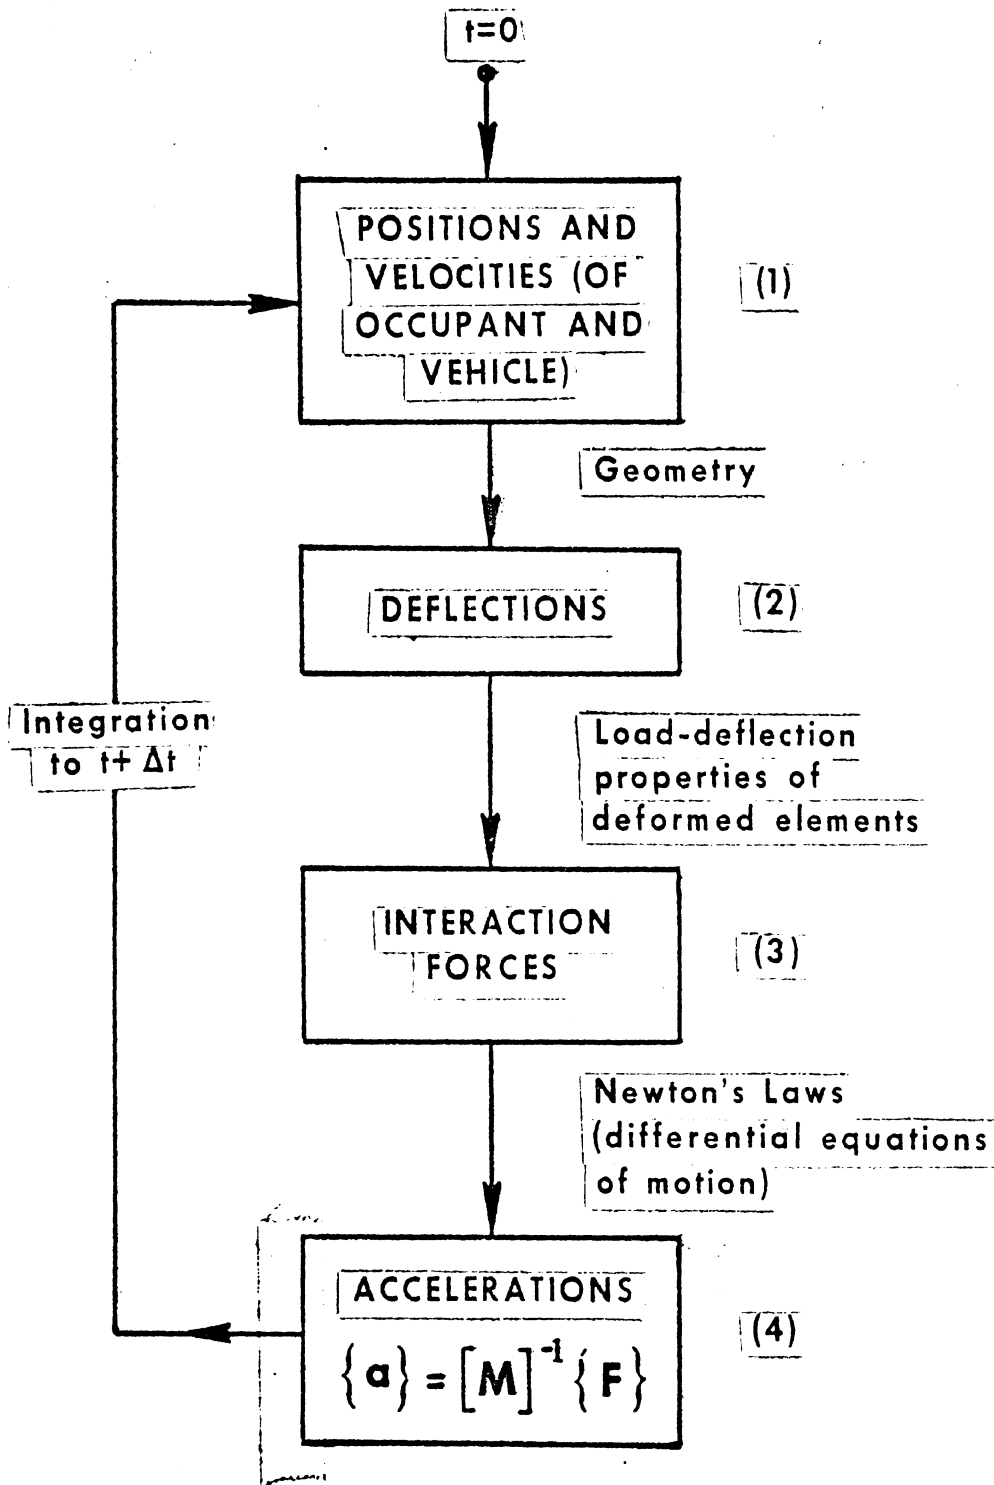 t=0
POSITIONS AND
VELOCITIES (OF
OCCUPANT AND
VEHICLE)
(1)
Geometry
DEFLECTIONS
(2)
Integration
to t+ Δt
Load-deflection
properties of
deformed elements
INTERACTION
FORCES
(3)
Newton's Laws
(differential equations
of motion)
ACCELERATIONS
{a} = [M]⁻¹ {F}
(4)